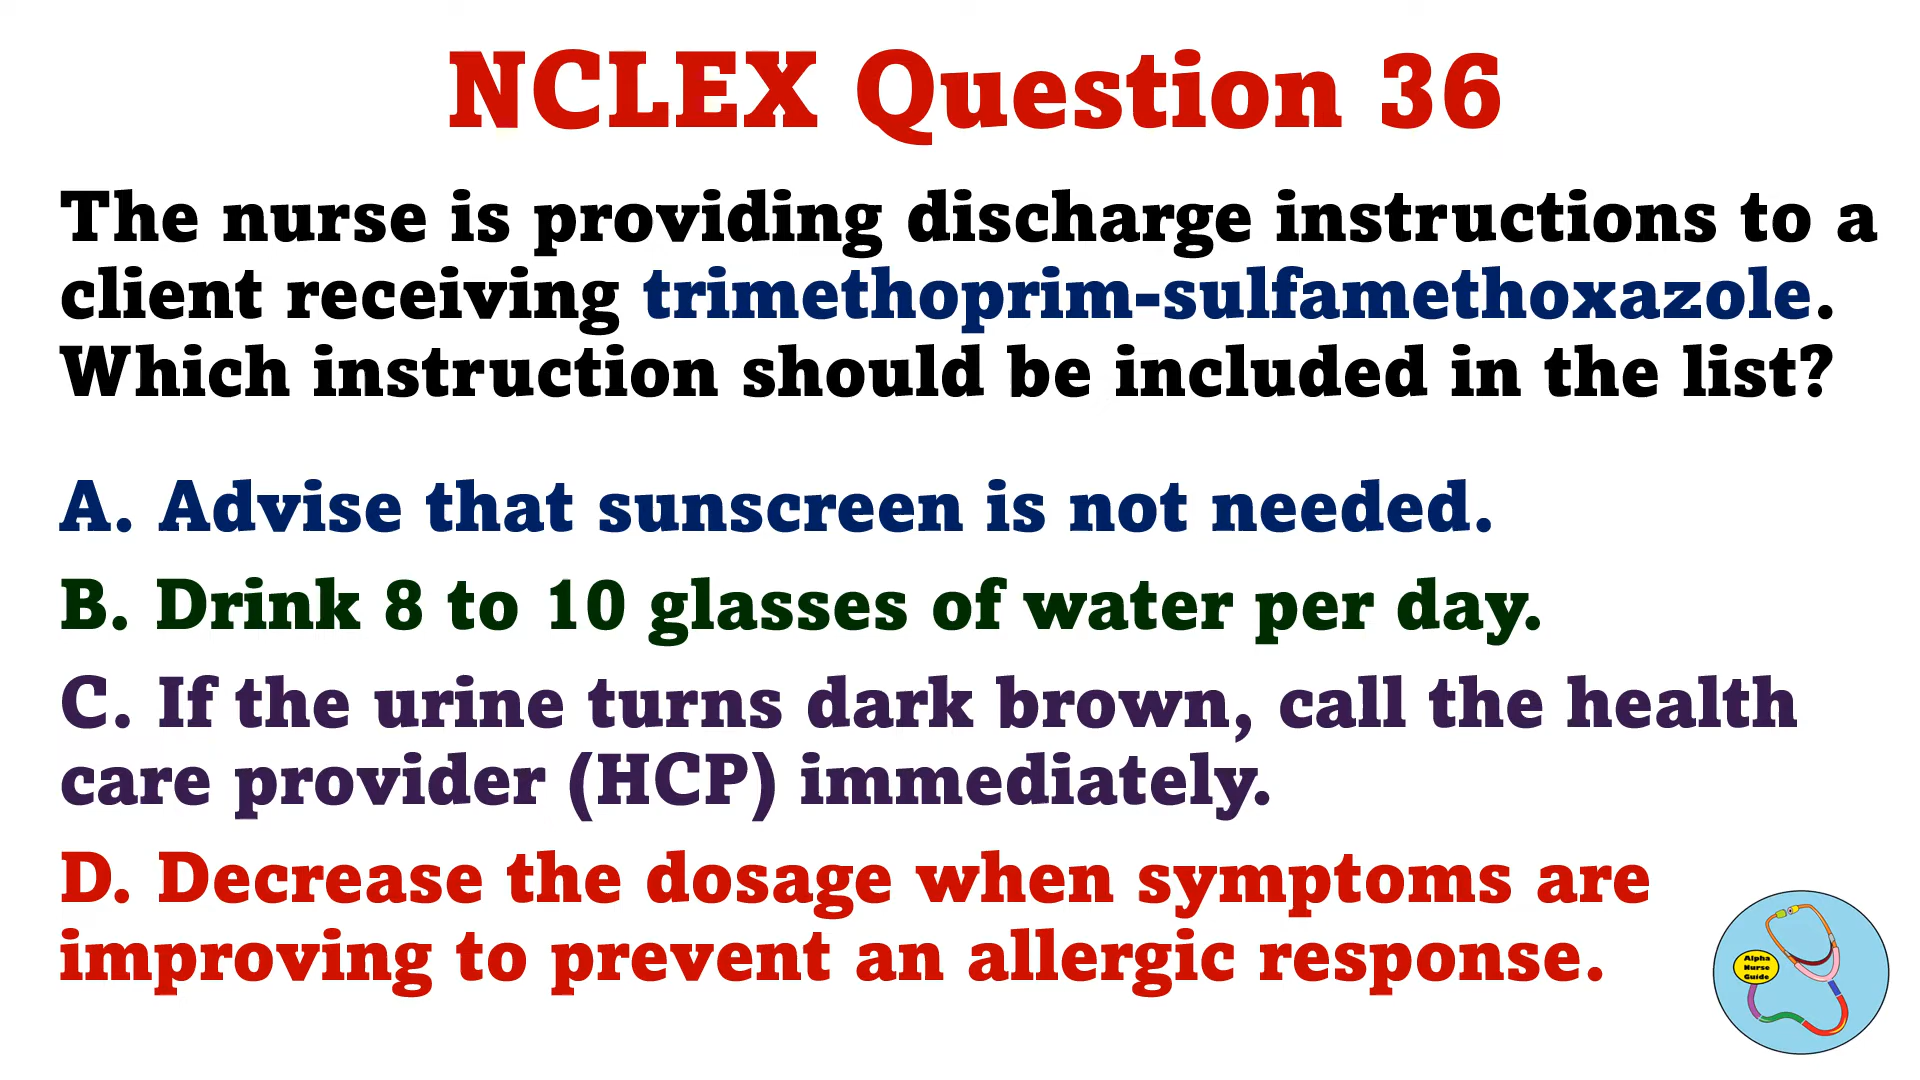 NCLEX Question 36
The nurse is providing discharge instructions to a
client receiving trimethoprim-sulfamethoxazole.
Which instruction should be included in the list?
A. Advise that sunscreen is not needed.
B. Drink 8 to 10 glasses of water per day.
C. If the urine turns dark brown, call the health
care provider (HCP) immediately.
D. Decrease the dosage when symptoms are
improving to prevent an allergic response.
Alpha
Nurse
Guide